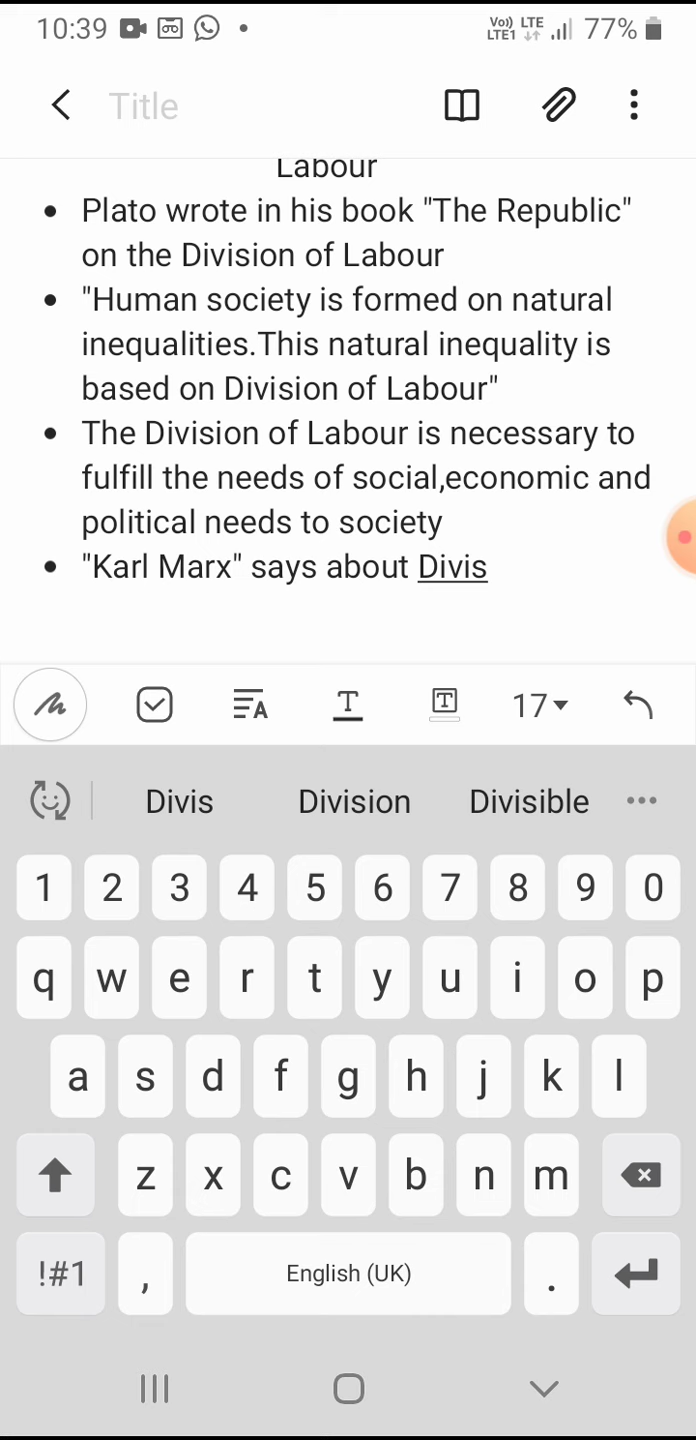 10:39 Vo)) LTE LTE1 77%
Title
Labour
Plato wrote in his book "The Republic"
on the Division of Labour
"Human society is formed on natural
inequalities.This natural inequality is
based on Division of Labour"
The Division of Labour is necessary to
fulfill the needs of social,economic and
political needs to society
"Karl Marx" says about Divis
17
Divis Division Divisible
1 2 3 4 5 6 7 8 9 0
q w e r t y u i o p
a s d f g h j k l
z x c v b n m
!#1 , English (UK) .